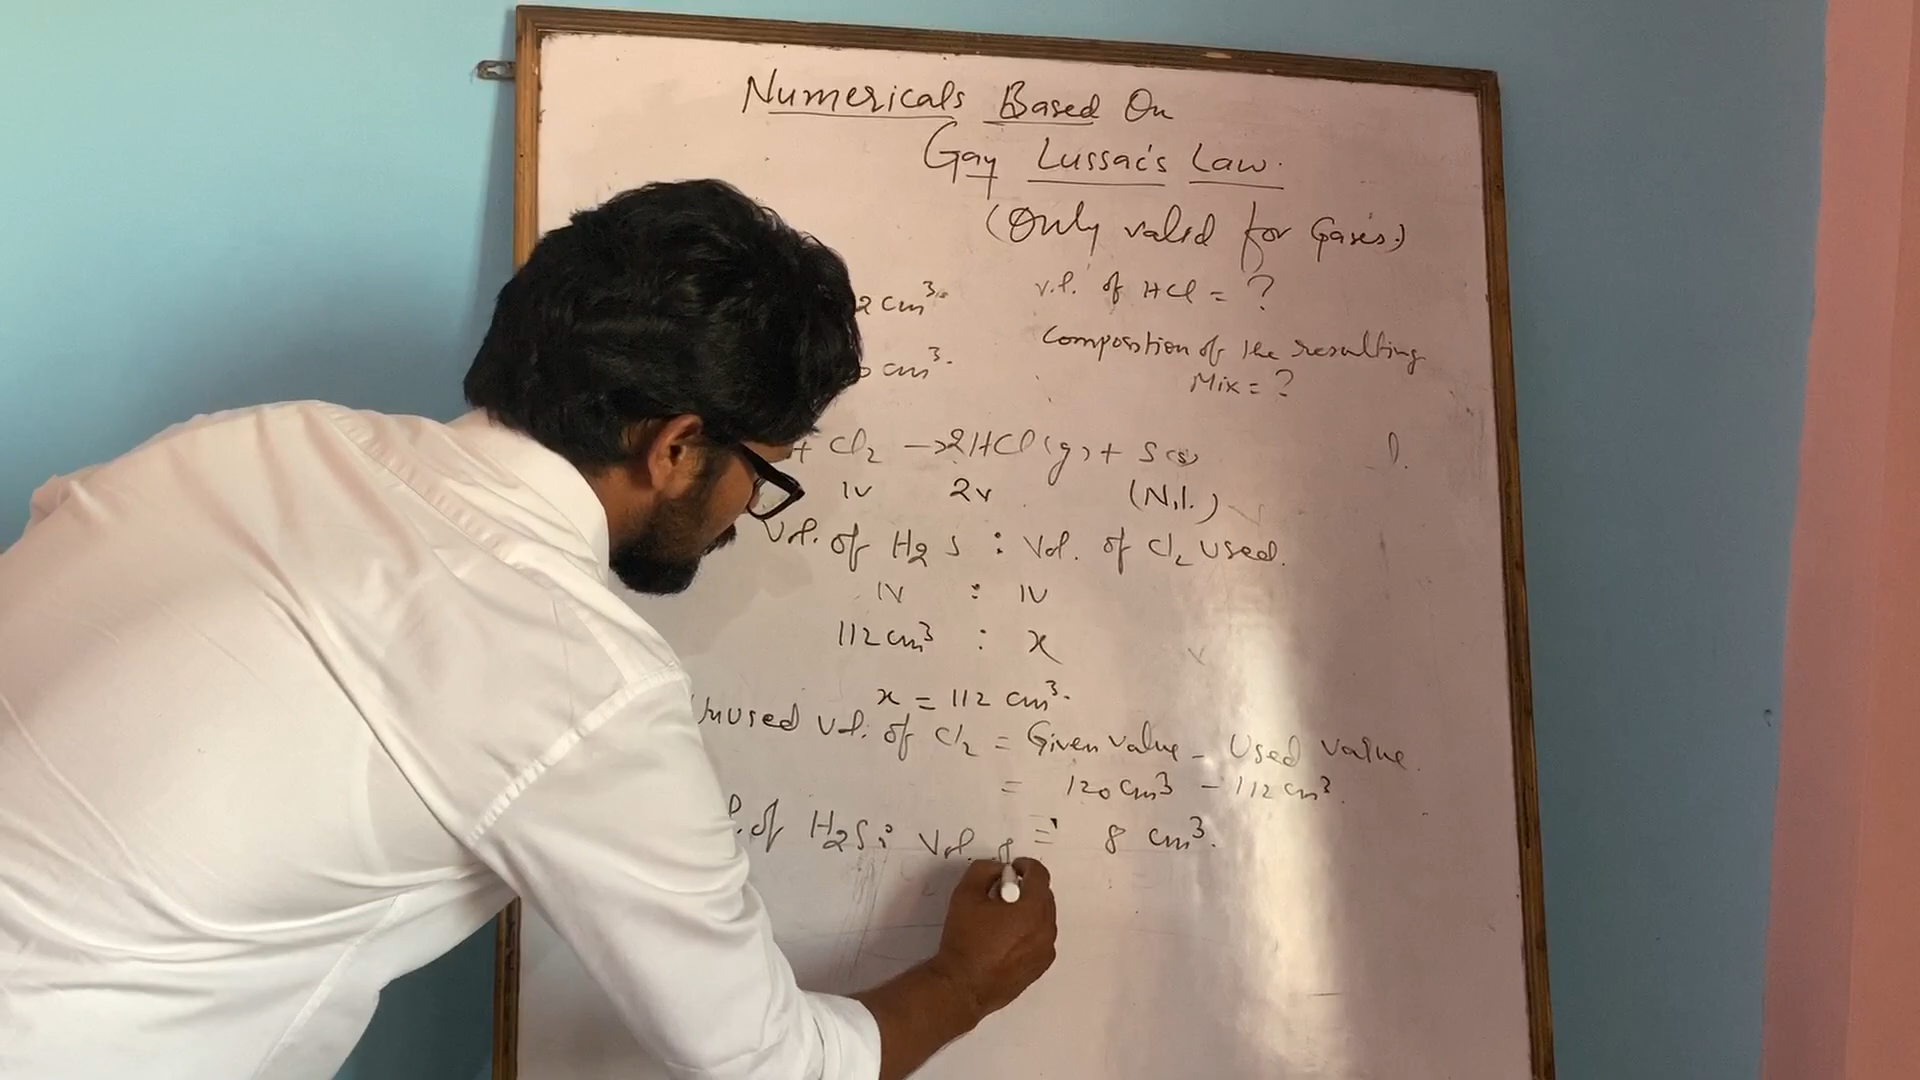 Numericals Based On
Gay Lussac's Law.
(Only valid for Gases.)
2 cm³.
v.l. of HCl = ?
Composition of the resulting
Mix = ?
0 cm³.
+ Cl₂ → 2HCl(g) + S(s)
1v 2v (Nil.)
Vol. of H₂S : Vol. of Cl₂ used.
1v : 1v
112 cm³ : x
x = 112 cm³.
Unused Vol. of Cl₂ = Given value - Used value.
= 120 cm³ - 112 cm³.
= 8 cm³.
l. of H₂S : Vol.